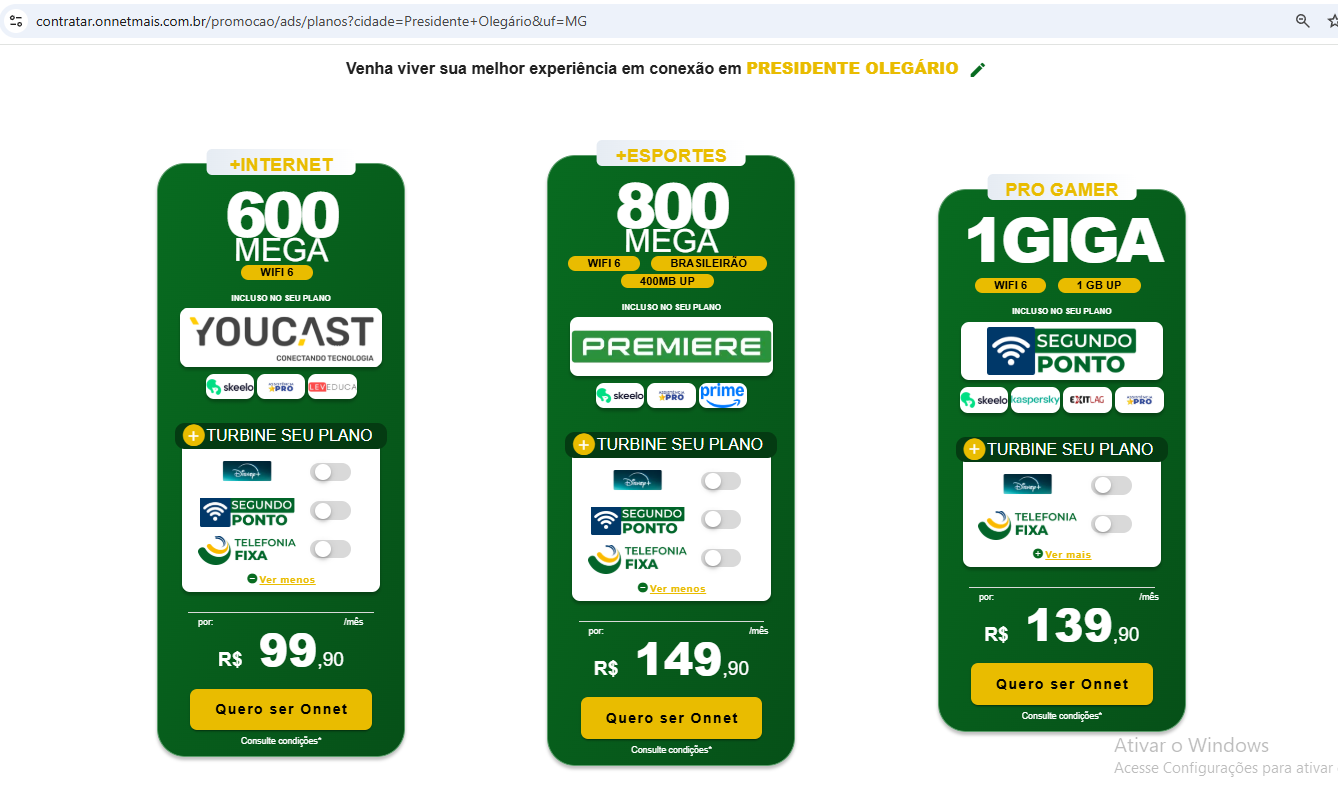 contratar.onnetmais.com.br/promocao/ads/planos?cidade=Presidente+Olegário&uf=MG
Venha viver sua melhor experiência em conexão em PRESIDENTE OLEGÁRIO
+INTERNET
600
MEGA
WIFI 6
INCLUSO NO SEU PLANO
YOUCAST
CONECTANDO TECNOLOGIA
skeelo ASSISTÊNCIA PRO LEVEDUCA
+ TURBINE SEU PLANO
Disney+
SEGUNDO
PONTO
TELEFONIA
FIXA
Ver menos
por: /mês
R$ 99,90
Quero ser Onnet
Consulte condições*
+ESPORTES
800
MEGA
WIFI 6 BRASILEIRÃO
400MB UP
INCLUSO NO SEU PLANO
PREMIERE
skeelo ASSISTÊNCIA PRO prime
+ TURBINE SEU PLANO
Disney+
SEGUNDO
PONTO
TELEFONIA
FIXA
Ver menos
por: /mês
R$ 149,90
Quero ser Onnet
Consulte condições*
PRO GAMER
1GIGA
WIFI 6 1 GB UP
INCLUSO NO SEU PLANO
SEGUNDO
PONTO
skeelo kaspersky EXITLAG ASSISTÊNCIA PRO
+ TURBINE SEU PLANO
Disney+
TELEFONIA
FIXA
Ver mais
por: /mês
R$ 139,90
Quero ser Onnet
Consulte condições*
Ativar o Windows
Acesse Configurações para ativar